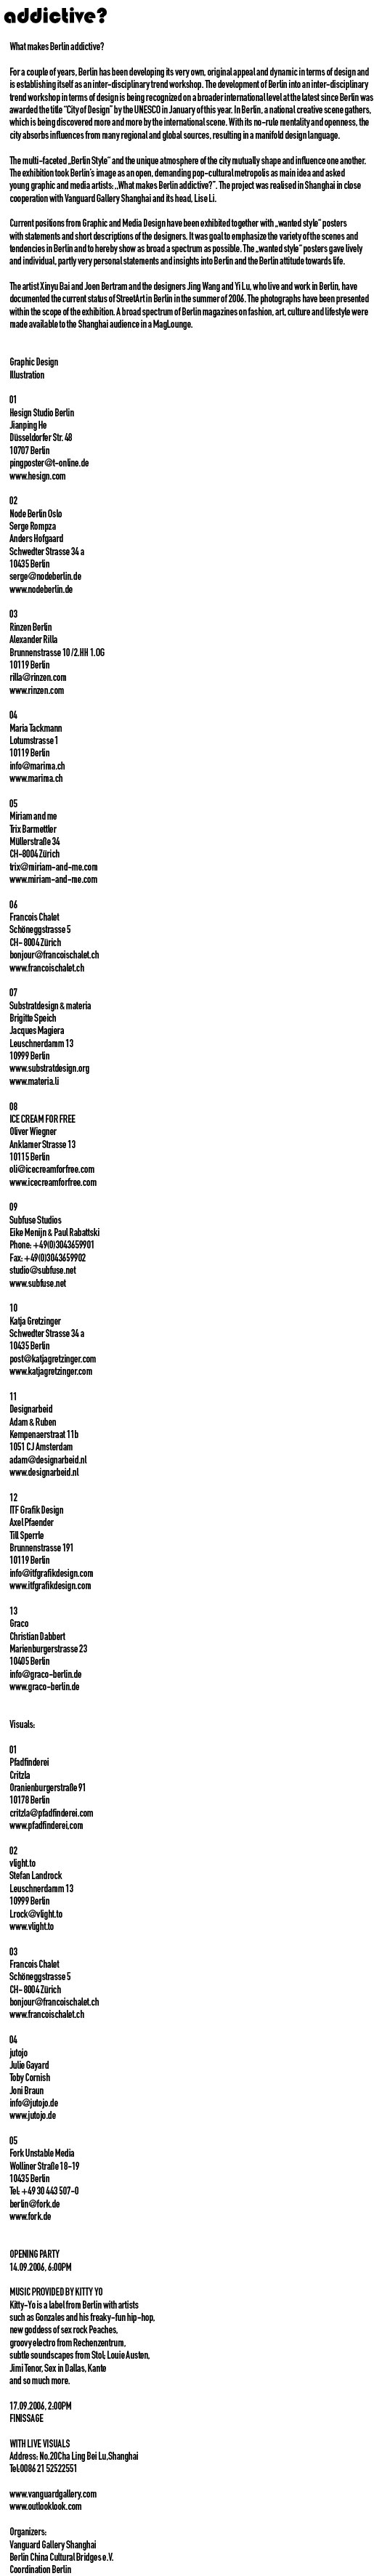 addictive?
What makes Berlin addictive?
For a couple of years, Berlin has been developing its very own, original appeal and dynamic in terms of design and
is establishing itself as an inter-disciplinary trend workshop. The development of Berlin into an inter-disciplinary
trend workshop in terms of design is being recognized on a broader international level at the latest since Berlin was
awarded the title "City of Design" by the UNESCO in January of this year. In Berlin, a national creative scene gathers,
which is being discovered more and more by the international scene. With its no-rule mentality and openness, the
city absorbs influences from many regional and global sources, resulting in a manifold design language.
The multi-faceted „Berlin Style" and the unique atmosphere of the city mutually shape and influence one another.
The exhibition took Berlin's image as an open, demanding pop-cultural metropolis as main idea and asked
young graphic and media artists: „What makes Berlin addictive?". The project was realised in Shanghai in close
cooperation with Vanguard Gallery Shanghai and its head, Lise Li.
Current positions from Graphic and Media Design have been exhibited together with „wanted style" posters
with statements and short descriptions of the designers. It was goal to emphasize the variety of the scenes and
tendencies in Berlin and to hereby show as broad a spectrum as possible. The „wanted style" posters gave lively
and individual, partly very personal statements and insights into Berlin and the Berlin attitude towards life.
The artist Xinyu Bai and Joen Bertram and the designers Jing Wang and Yi Lu, who live and work in Berlin, have
documented the current status of StreetArt in Berlin in the summer of 2006. The photographs have been presented
within the scope of the exhibition. A broad spectrum of Berlin magazines on fashion, art, culture and lifestyle were
made available to the Shanghai audience in a MagLounge.
Graphic Design
Illustration
01
Hesign Studio Berlin
Jianping He
Düsseldorfer Str. 48
10707 Berlin
pingposter@t-online.de
www.hesign.com
02
Node Berlin Oslo
Serge Rompza
Anders Hofgaard
Schwedter Strasse 34 a
10435 Berlin
serge@nodeberlin.de
www.nodeberlin.de
03
Rinzen Berlin
Alexander Rilla
Brunnenstrasse 10 /2.HH 1.OG
10119 Berlin
rilla@rinzen.com
www.rinzen.com
04
Maria Tackmann
Lotumstrasse 1
10119 Berlin
info@marima.ch
www.marima.ch
05
Miriam and me
Trix Barmettler
Müllerstraße 34
CH-8004 Zürich
trix@miriam-and-me.com
www.miriam-and-me.com
06
Francois Chalet
Schöneggstrasse 5
CH- 8004 Zürich
bonjour@francoischalet.ch
www.francoischalet.ch
07
Substratdesign & materia
Brigitte Speich
Jacques Magiera
Leuschnerdamm 13
10999 Berlin
www.substratdesign.org
www.materia.li
08
ICE CREAM FOR FREE
Oliver Wiegner
Anklamer Strasse 13
10115 Berlin
oli@icecreamforfree.com
www.icecreamforfree.com
09
Subfuse Studios
Eike Menijn & Paul Rabattski
Phone: +49(0)3043659901
Fax: +49(0)3043659902
studio@subfuse.net
www.subfuse.net
10
Katja Gretzinger
Schwedter Strasse 34 a
10435 Berlin
post@katjagretzinger.com
www.katjagretzinger.com
11
Designarbeid
Adam & Ruben
Kempenaerstraat 11b
1051 CJ Amsterdam
adam@designarbeid.nl
www.designarbeid.nl
12
ITF Grafik Design
Axel Pfaender
Till Sperrle
Brunnenstrasse 191
10119 Berlin
info@itfgrafikdesign.com
www.itfgrafikdesign.com
13
Graco
Christian Dabbert
Marienburgerstrasse 23
10405 Berlin
info@graco-berlin.de
www.graco-berlin.de
Visuals:
01
Pfadfinderei
Critzla
Oranienburgerstraße 91
10178 Berlin
critzla@pfadfinderei.com
www.pfadfinderei.com
02
vlight.to
Stefan Landrock
Leuschnerdamm 13
10999 Berlin
Lrock@vlight.to
www.vlight.to
03
Francois Chalet
Schöneggstrasse 5
CH- 8004 Zürich
bonjour@francoischalet.ch
www.francoischalet.ch
04
jutojo
Julie Gayard
Toby Cornish
Joni Braun
info@jutojo.de
www.jutojo.de
05
Fork Unstable Media
Wolliner Straße 18-19
10435 Berlin
Tel: +49 30 443 507-0
berlin@fork.de
www.fork.de
OPENING PARTY
14.09.2006, 6:00PM
MUSIC PROVIDED BY KITTY YO
Kitty-Yo is a label from Berlin with artists
such as Gonzales and his freaky-fun hip-hop,
new goddess of sex rock Peaches,
groovy electro from Rechenzentrum,
subtle soundscapes from Stol; Louie Austen,
Jimi Tenor, Sex in Dallas, Kante
and so much more.
17.09.2006, 2:00PM
FINISSAGE
WITH LIVE VISUALS
Address: No.20Cha Ling Bei Lu,Shanghai
Tel:0086 21 52522551
www.vanguardgallery.com
www.outlooklook.com
Organizers:
Vanguard Gallery Shanghai
Berlin China Cultural Bridges e.V.
Coordination Berlin